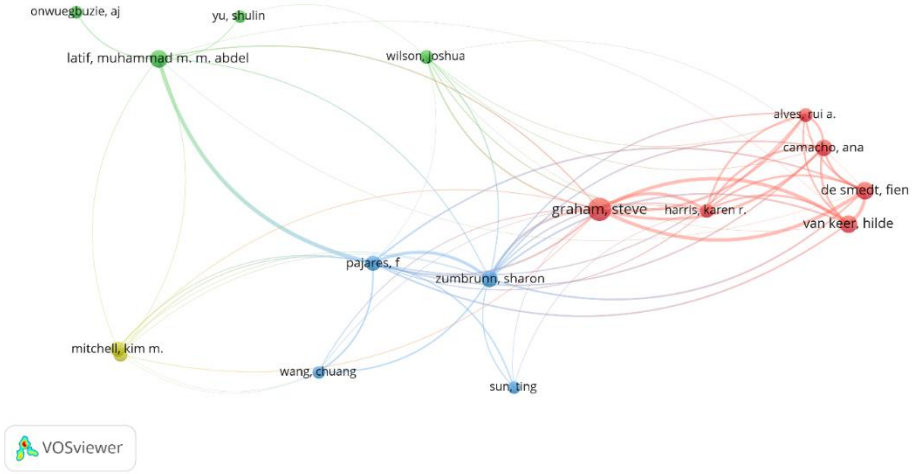 onwuegbuzie, aj
yu, shulin
latif, muhammad m. m. abdel
wilson, joshua
alves, rui a.
camacho, ana
de smedt, fien
graham, steve
harris, karen r.
van keer, hilde
pajares, f
zumbrunn, sharon
mitchell, kim m.
wang, chuang
sun, ting
VOSviewer